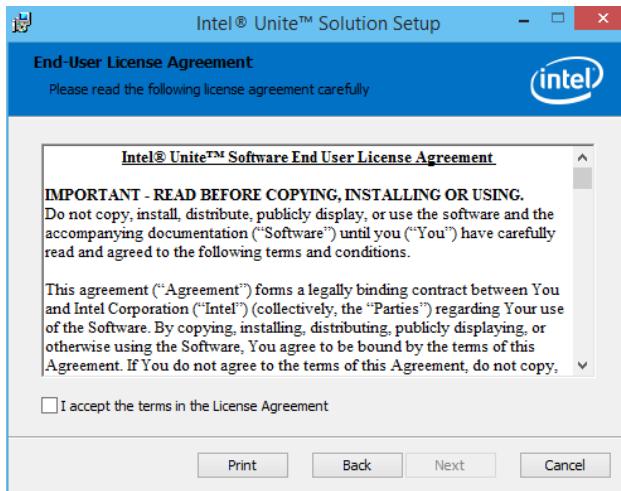 Intel® Unite™ Solution Setup
End-User License Agreement
Please read the following license agreement carefully
intel
Intel® Unite™ Software End User License Agreement
IMPORTANT - READ BEFORE COPYING, INSTALLING OR USING.
Do not copy, install, distribute, publicly display, or use the software and the
accompanying documentation (“Software”) until you (“You”) have carefully
read and agreed to the following terms and conditions.
This agreement (“Agreement”) forms a legally binding contract between You
and Intel Corporation (“Intel”) (collectively, the “Parties”) regarding Your use
of the Software. By copying, installing, distributing, publicly displaying, or
otherwise using the Software, You agree to be bound by the terms of this
Agreement. If You do not agree to the terms of this Agreement, do not copy,
I accept the terms in the License Agreement
Print Back Next Cancel